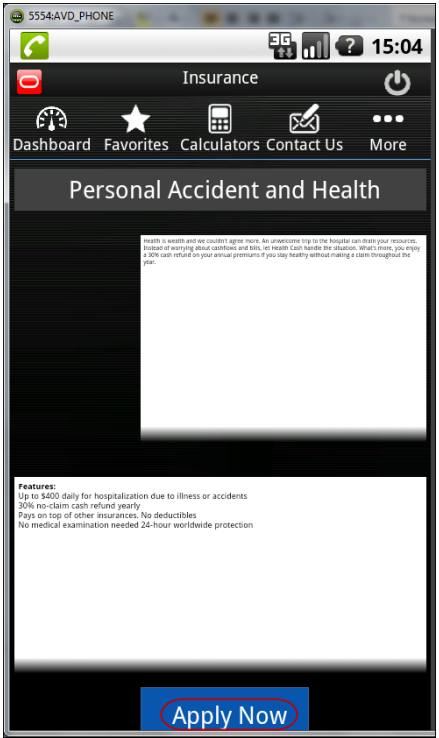 5554:AVD_PHONE
3G
?
15:04
Insurance
Dashboard
Favorites
Calculators
Contact Us
More
Personal Accident and Health
Health is wealth and we couldn't agree more. An unwelcome trip to the hospital can drain your resources.
Instead of worrying about cashflows and bills, let Health Cash handle the situation. What's more, you enjoy
a 30% cash refund on your annual premiums if you stay healthy without making a claim throughout the
year.
Features:
Up to $400 daily for hospitalization due to illness or accidents
30% no-claim cash refund yearly
Pays on top of other insurances. No deductibles
No medical examination needed 24-hour worldwide protection
Apply Now